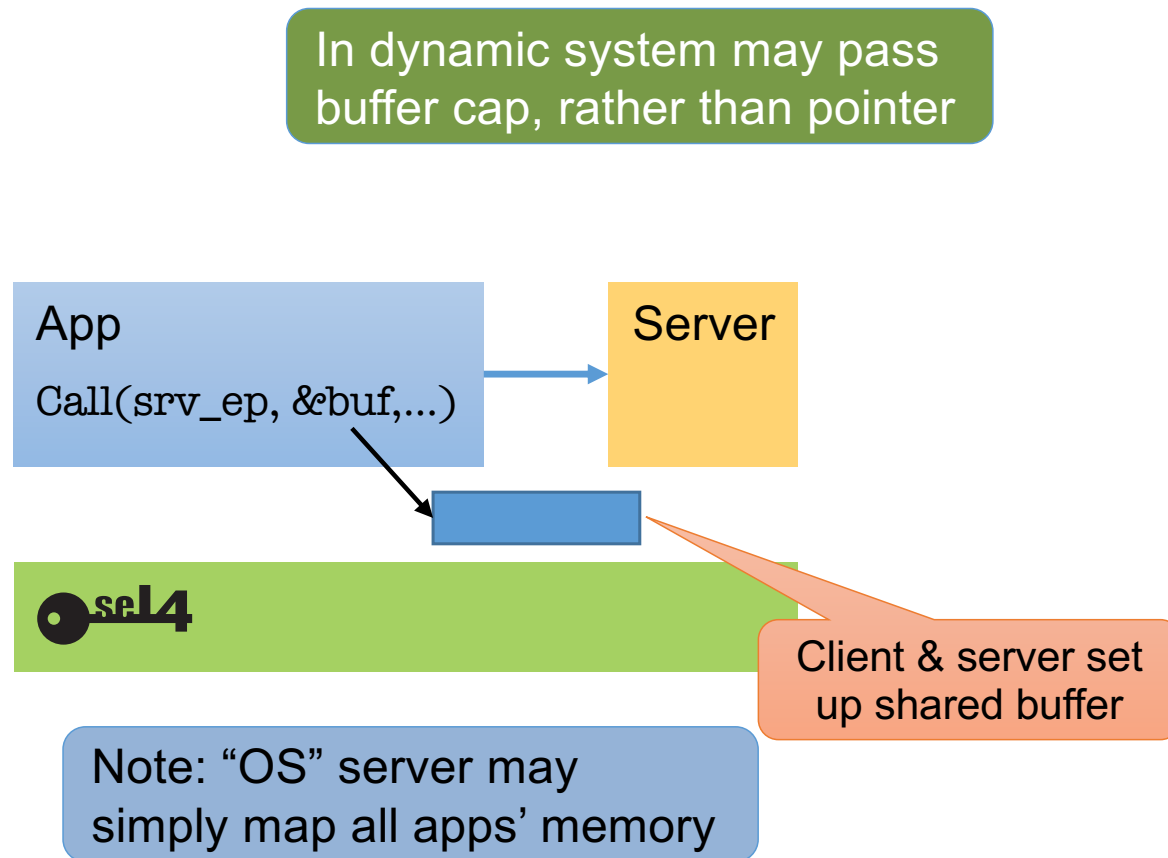 In dynamic system may pass
buffer cap, rather than pointer
App
Call(srv_ep, &buf,...)
Server
seL4
Client & server set
up shared buffer
Note: “OS” server may
simply map all apps’ memory